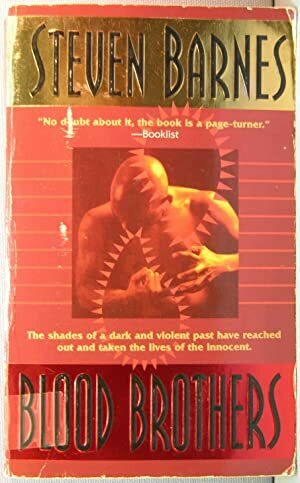 STEVEN BARNES
"No doubt about it, the book is a page-turner."
—Booklist
The shades of a dark and violent past have reached
out and taken the lives of the innocent.
BLOOD BROTHERS